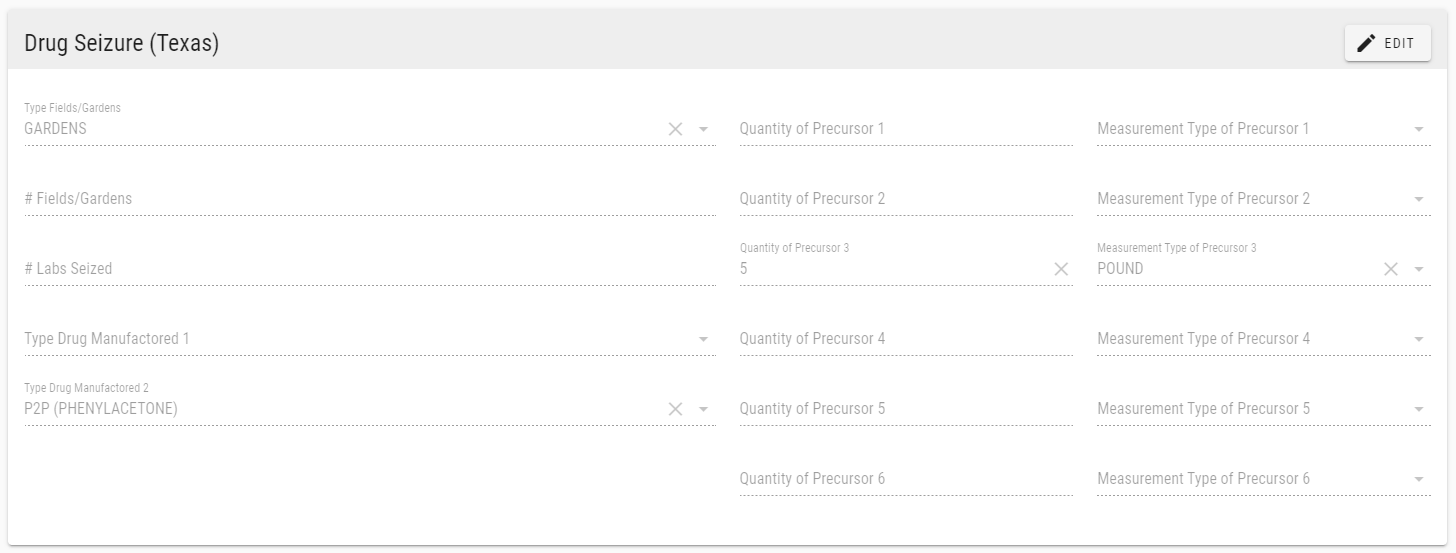 Drug Seizure (Texas)
EDIT
Type Fields/Gardens
GARDENS
Quantity of Precursor 1
Measurement Type of Precursor 1
# Fields/Gardens
Quantity of Precursor 2
Measurement Type of Precursor 2
# Labs Seized
Quantity of Precursor 3
5
Measurement Type of Precursor 3
POUND
Type Drug Manufactored 1
Quantity of Precursor 4
Measurement Type of Precursor 4
Type Drug Manufactored 2
P2P (PHENYLACETONE)
Quantity of Precursor 5
Measurement Type of Precursor 5
Quantity of Precursor 6
Measurement Type of Precursor 6